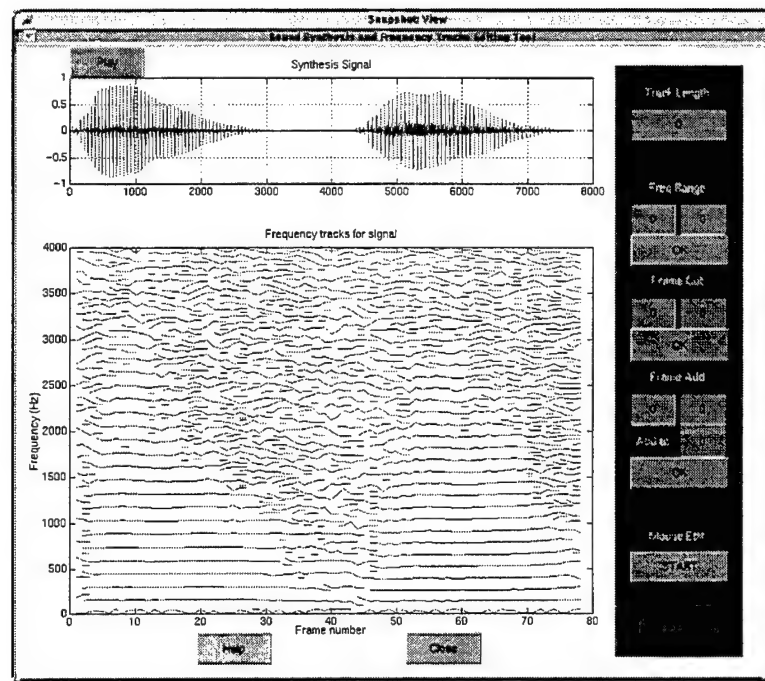 Snapshot View
Sound Synthesis and Frequency Tracks Editing Tool
Play
Synthesis Signal
1
0.5
0
−0.5
−1
0 1000 2000 3000 4000 5000 6000 7000 8000
Frequency tracks for signal
4000
3500
3000
2500
2000
1500
1000
500
0
Frequency (Hz)
0 10 20 30 40 50 60 70 80
Frame number
Help
Close
Track Length
0
Freq Range
0 0
OK
Frame Cut
0 0
OK
Frame Add
0 0
Add to
OK
Mouse Edit
START